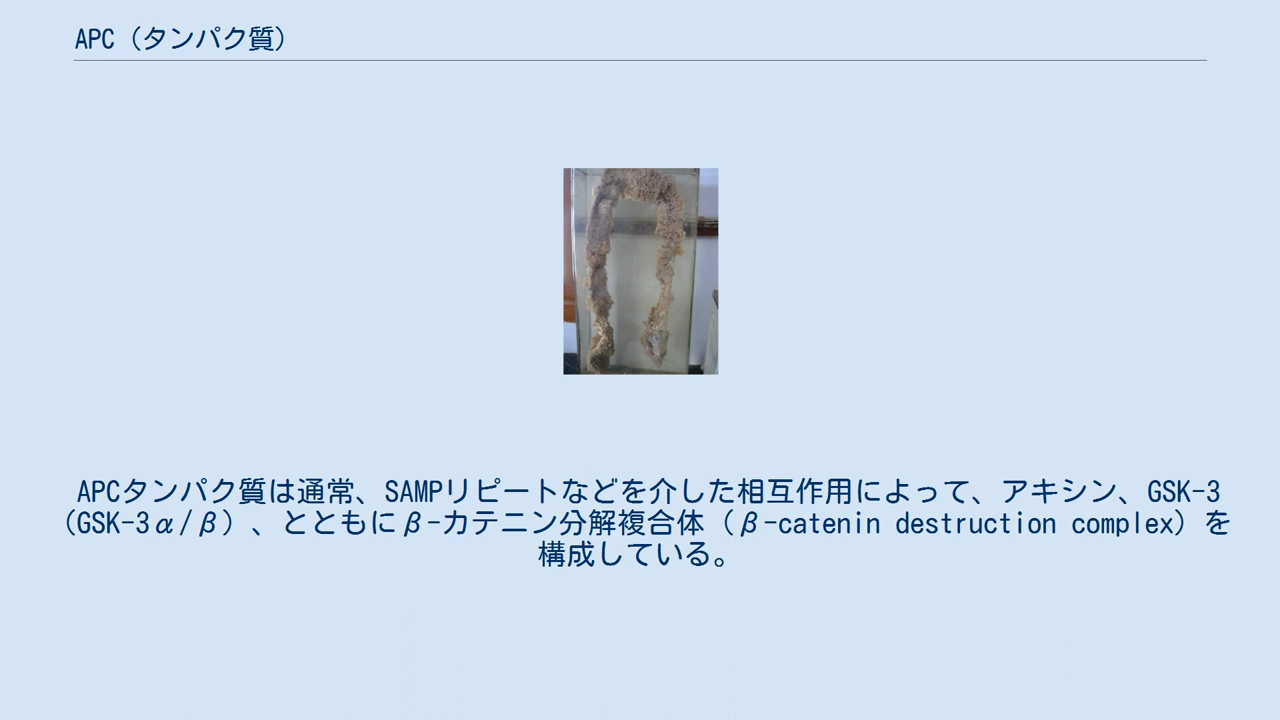 APC（タンパク質）
APCタンパク質は通常、SAMPリピートなどを介した相互作用によって、アキシン、GSK-3
（GSK-3α/β）、とともにβ-カテニン分解複合体（β-catenin destruction complex）を
構成している。